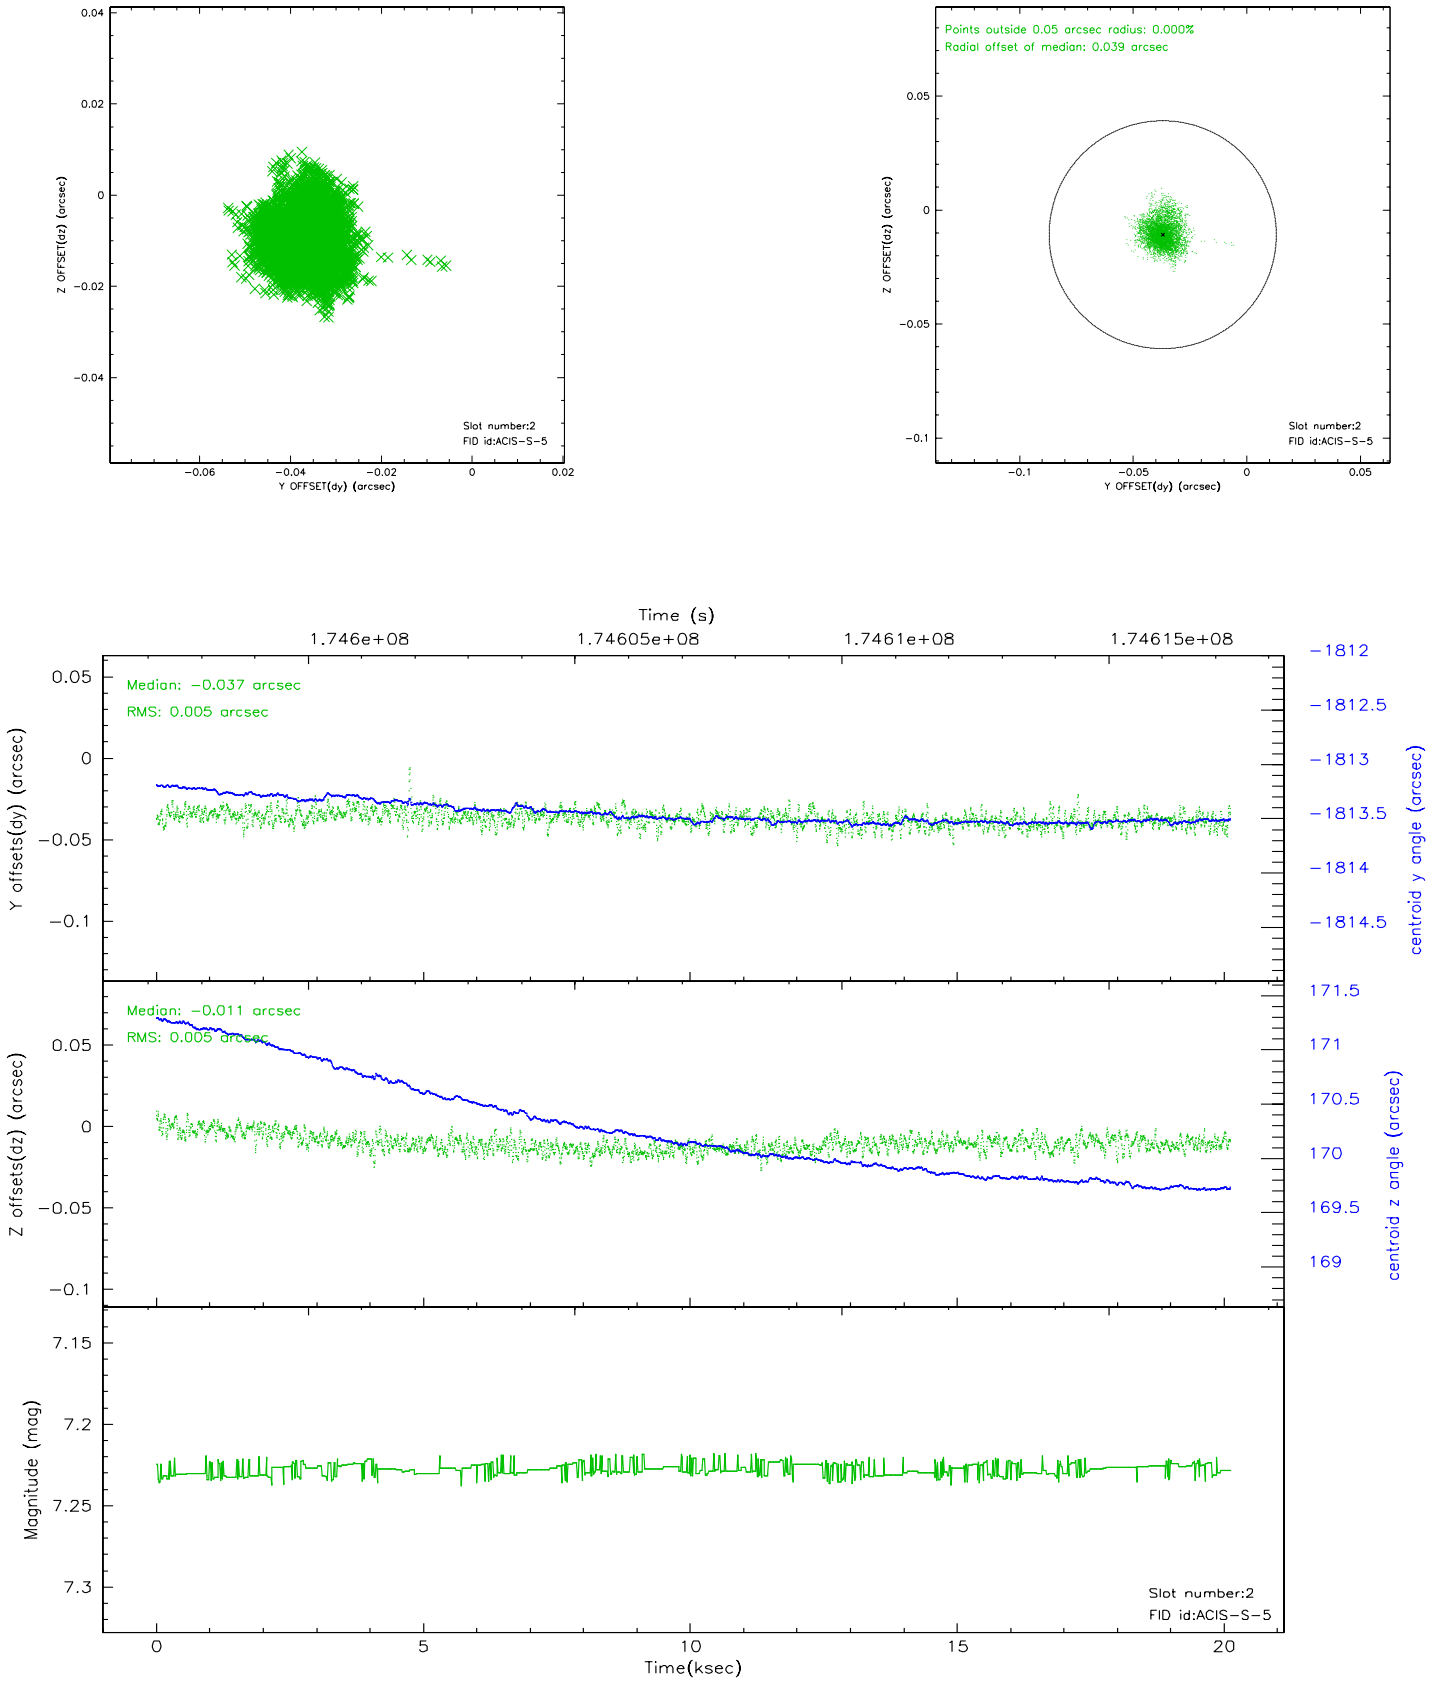 0.04
0.02
0
−0.02
−0.04
Z OFFSET(dz) (arcsec)
Slot number:2
FID id:ACIS−S−5
−0.06
−0.04
−0.02
0
0.02
Y OFFSET(dy) (arcsec)
Points outside 0.05 arcsec radius: 0.000%
Radial offset of median: 0.039 arcsec
0.05
0
−0.05
−0.1
Z OFFSET(dz) (arcsec)
Slot number:2
FID id:ACIS−S−5
−0.1
−0.05
0
0.05
Y OFFSET(dy) (arcsec)
Time (s)
1.746e+08
1.74605e+08
1.7461e+08
1.74615e+08
Median: −0.037 arcsec
RMS: 0.005 arcsec
0.05
0
−0.05
−0.1
Y offsets(dy) (arcsec)
−1812
−1812.5
−1813
−1813.5
−1814
−1814.5
centroid y angle (arcsec)
Median: −0.011 arcsec
RMS: 0.005 arcsec
0.05
0
−0.05
−0.1
Z offsets(dz) (arcsec)
171.5
171
170.5
170
169.5
169
centroid z angle (arcsec)
7.15
7.2
7.25
7.3
Magnitude (mag)
Slot number:2
FID id:ACIS−S−5
0
5
10
15
20
Time(ksec)